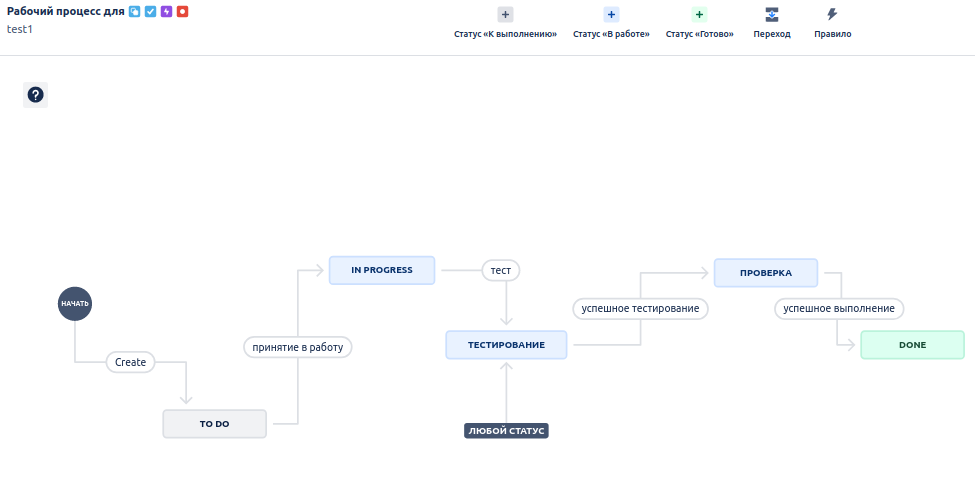 Рабочий процесс для
test1
Статус «К выполнению»
Статус «В работе»
Статус «Готово»
Переход
Правило
?
IN PROGRESS
тест
ПРОВЕРКА
НАЧАТЬ
успешное тестирование
успешное выполнение
принятие в работу
ТЕСТИРОВАНИЕ
DONE
Create
TO DO
ЛЮБОЙ СТАТУС